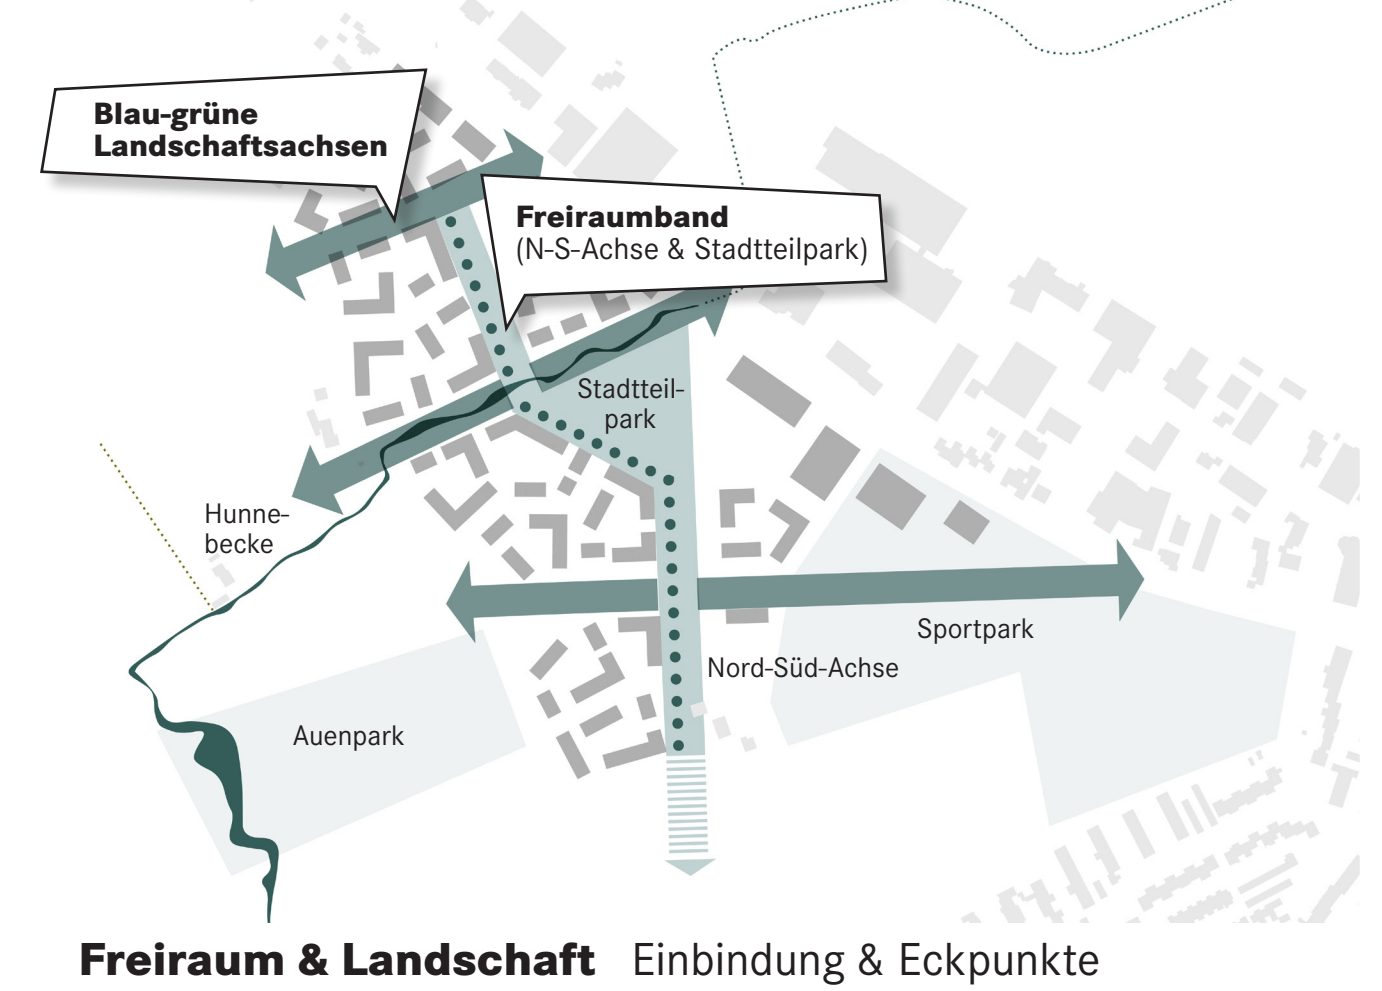 Blau-grüne
Landschaftsachsen
Freiraumband
(N-S-Achse & Stadtteilpark)
Stadtteil-
park
Hunne-
becke
Sportpark
Nord-Süd-Achse
Auenpark
Freiraum & Landschaft Einbindung & Eckpunkte